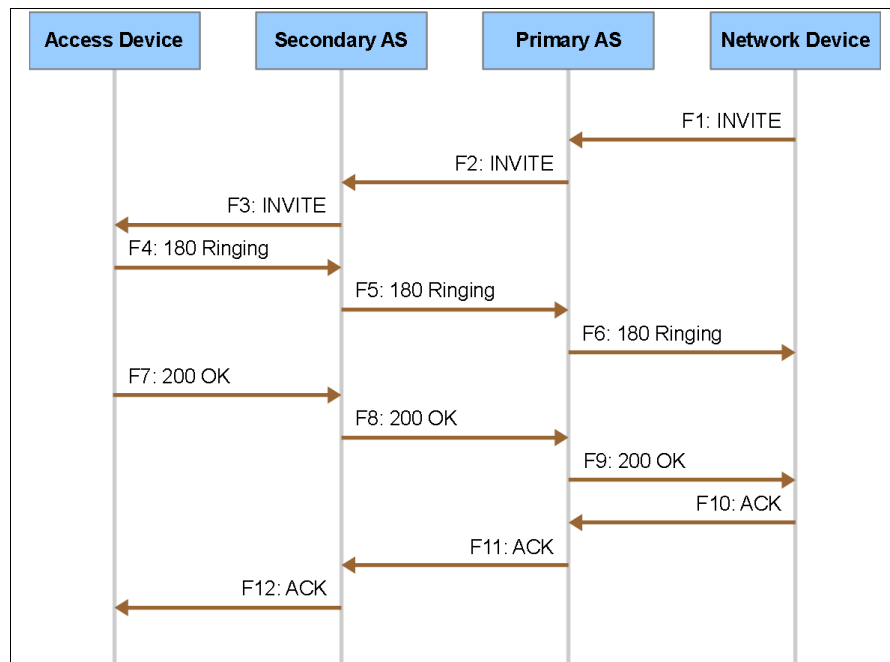 Access Device
Secondary AS
Primary AS
Network Device
F1: INVITE
F2: INVITE
F3: INVITE
F4: 180 Ringing
F5: 180 Ringing
F6: 180 Ringing
F7: 200 OK
F8: 200 OK
F9: 200 OK
F10: ACK
F11: ACK
F12: ACK